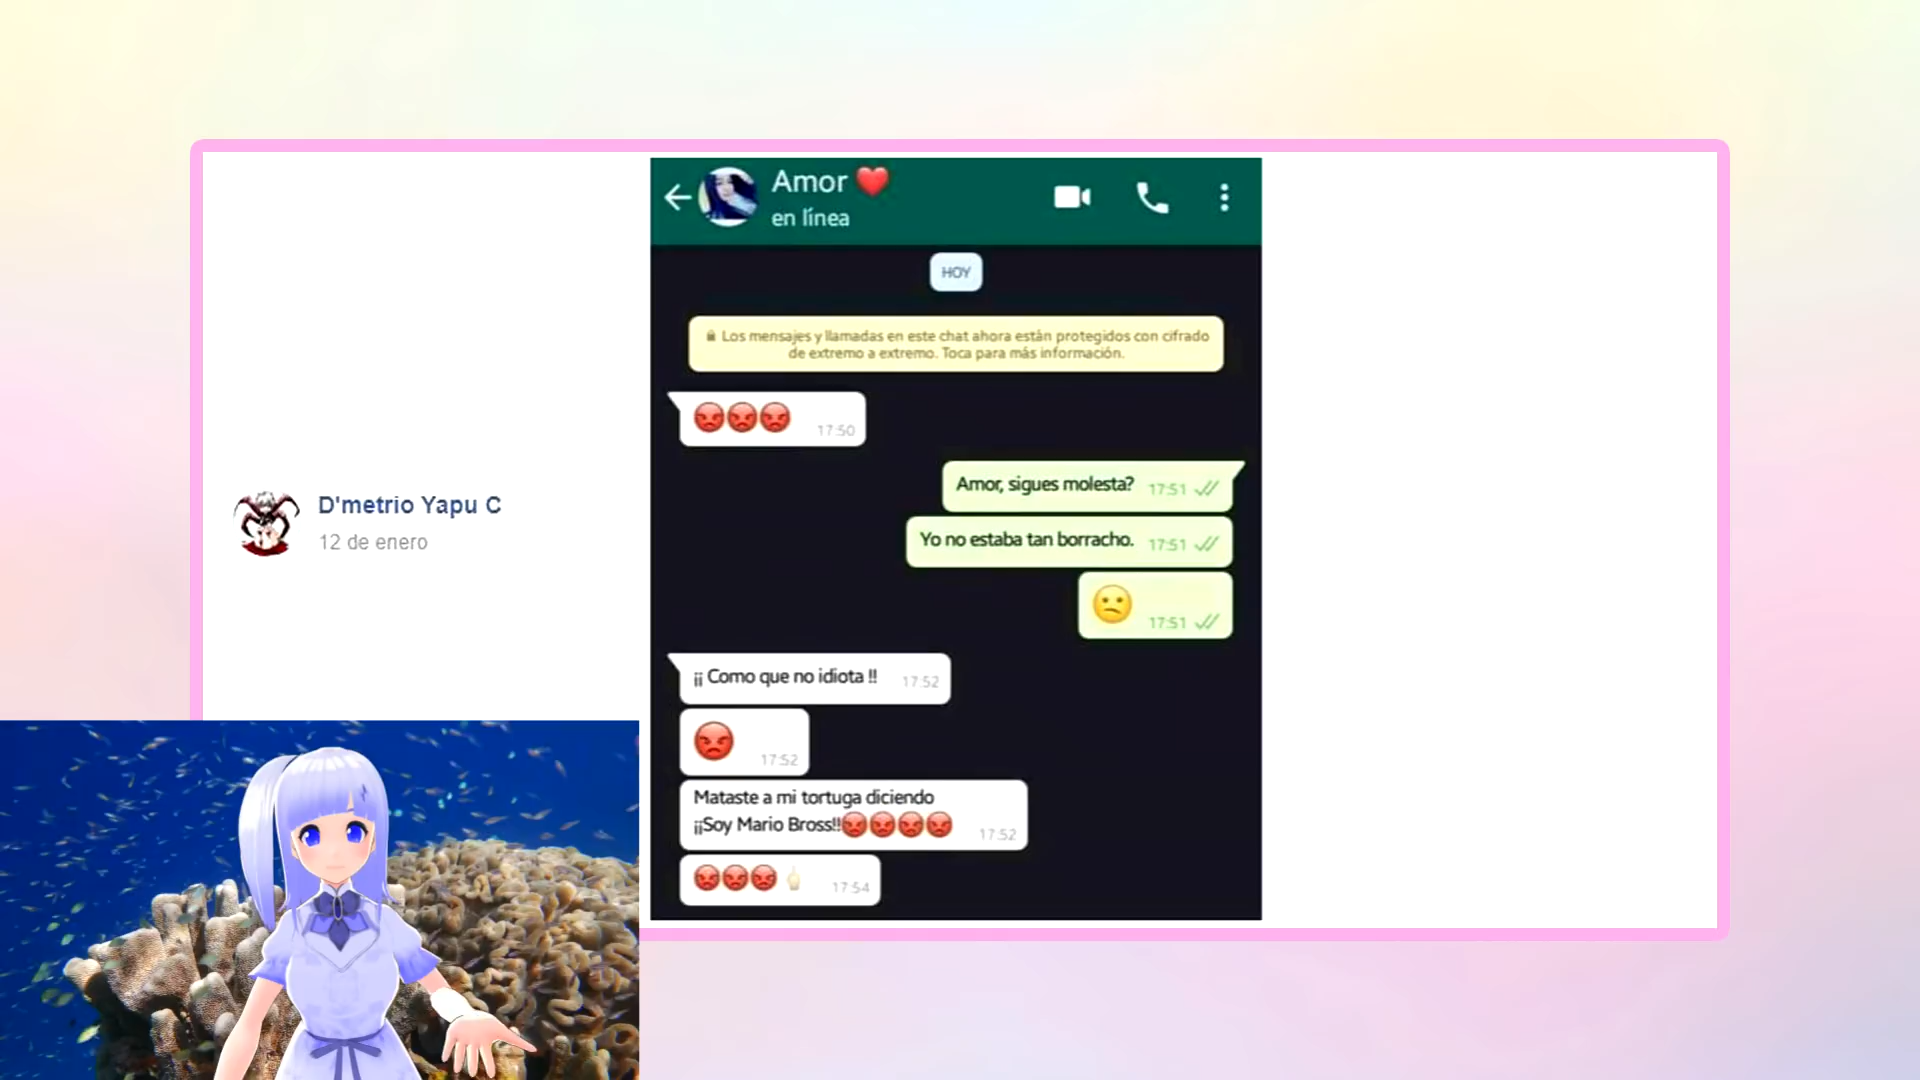 Amor ❤️
en línea
HOY
Los mensajes y llamadas en este chat ahora están protegidos con cifrado
de extremo a extremo. Toca para más información.
😡😡😡 17:50
Amor, sigues molesta? 17:51
Yo no estaba tan borracho. 17:51
😕 17:51
D'metrio Yapu C
12 de enero
¡¡ Como que no idiota !! 17:52
😡 17:52
Mataste a mi tortuga diciendo
¡¡Soy Mario Bross!!😡😡😡😡 17:52
😡😡😡🖕🏻 17:54